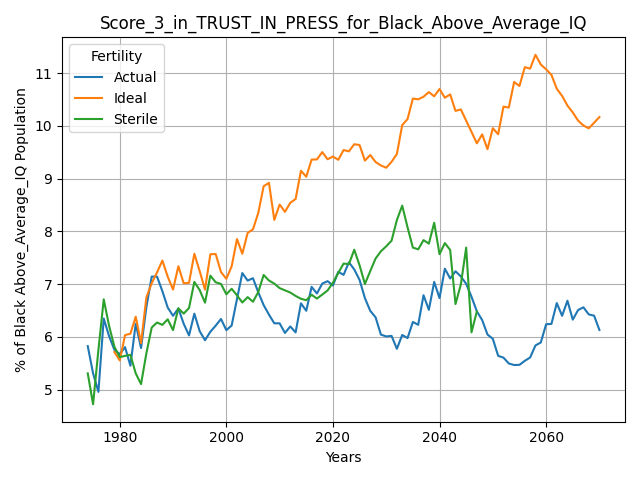 Score_3_in_TRUST_IN_PRESS_for_Black_Above_Average_IQ
Fertility
Actual
Ideal
Sterile
% of Black Above_Average_IQ Population
11
10
9
8
7
6
5
1980
2000
2020
2040
2060
Years